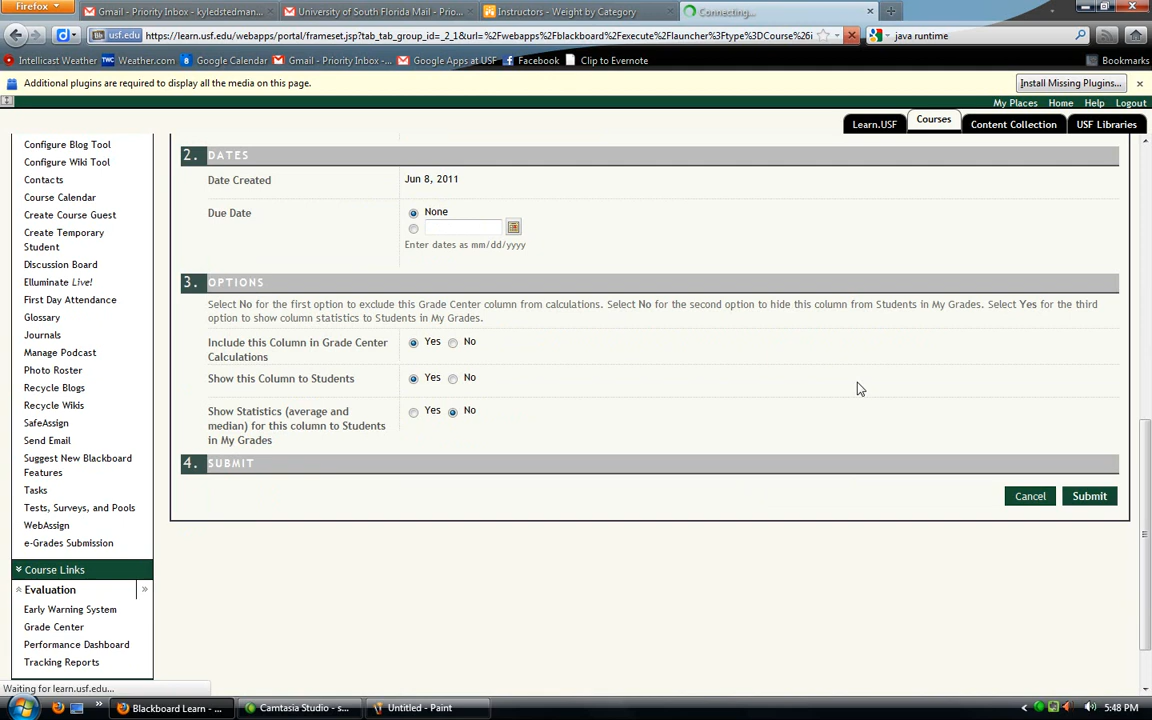 Firefox
Gmail - Priority Inbox - kyledstedman...
University of South Florida Mail - Prio...
Instructors - Weight by Category
Connecting...
usf.edu
https://learn.usf.edu/webapps/portal/frameset.jsp?tab_tab_group_id=_2_1&url=%2Fwebapps%2Fblackboard%2Fexecute%2Flauncher%3Ftype%3DCourse%26i
java runtime
Intellicast Weather
Weather.com
Google Calendar
Gmail - Priority Inbox -...
Google Apps at USF
Facebook
Clip to Evernote
Bookmarks
Additional plugins are required to display all the media on this page.
Install Missing Plugins...
My Places
Home
Help
Logout
Learn.USF
Courses
Content Collection
USF Libraries
Configure Blog Tool
Configure Wiki Tool
Contacts
Course Calendar
Create Course Guest
Create Temporary
Student
Discussion Board
Elluminate Live!
First Day Attendance
Glossary
Journals
Manage Podcast
Photo Roster
Recycle Blogs
Recycle Wikis
SafeAssign
Send Email
Suggest New Blackboard
Features
Tasks
Tests, Surveys, and Pools
WebAssign
e-Grades Submission
Course Links
Evaluation
Early Warning System
Grade Center
Performance Dashboard
Tracking Reports
2. DATES
Date Created
Jun 8, 2011
Due Date
None
Enter dates as mm/dd/yyyy
3. OPTIONS
Select No for the first option to exclude this Grade Center column from calculations. Select No for the second option to hide this column from Students in My Grades. Select Yes for the third
option to show column statistics to Students in My Grades.
Include this Column in Grade Center
Calculations
Yes No
Show this Column to Students
Yes No
Show Statistics (average and
median) for this column to Students
in My Grades
Yes No
4. SUBMIT
Cancel
Submit
Waiting for learn.usf.edu...
Blackboard Learn - ...
Camtasia Studio - s...
Untitled - Paint
5:48 PM